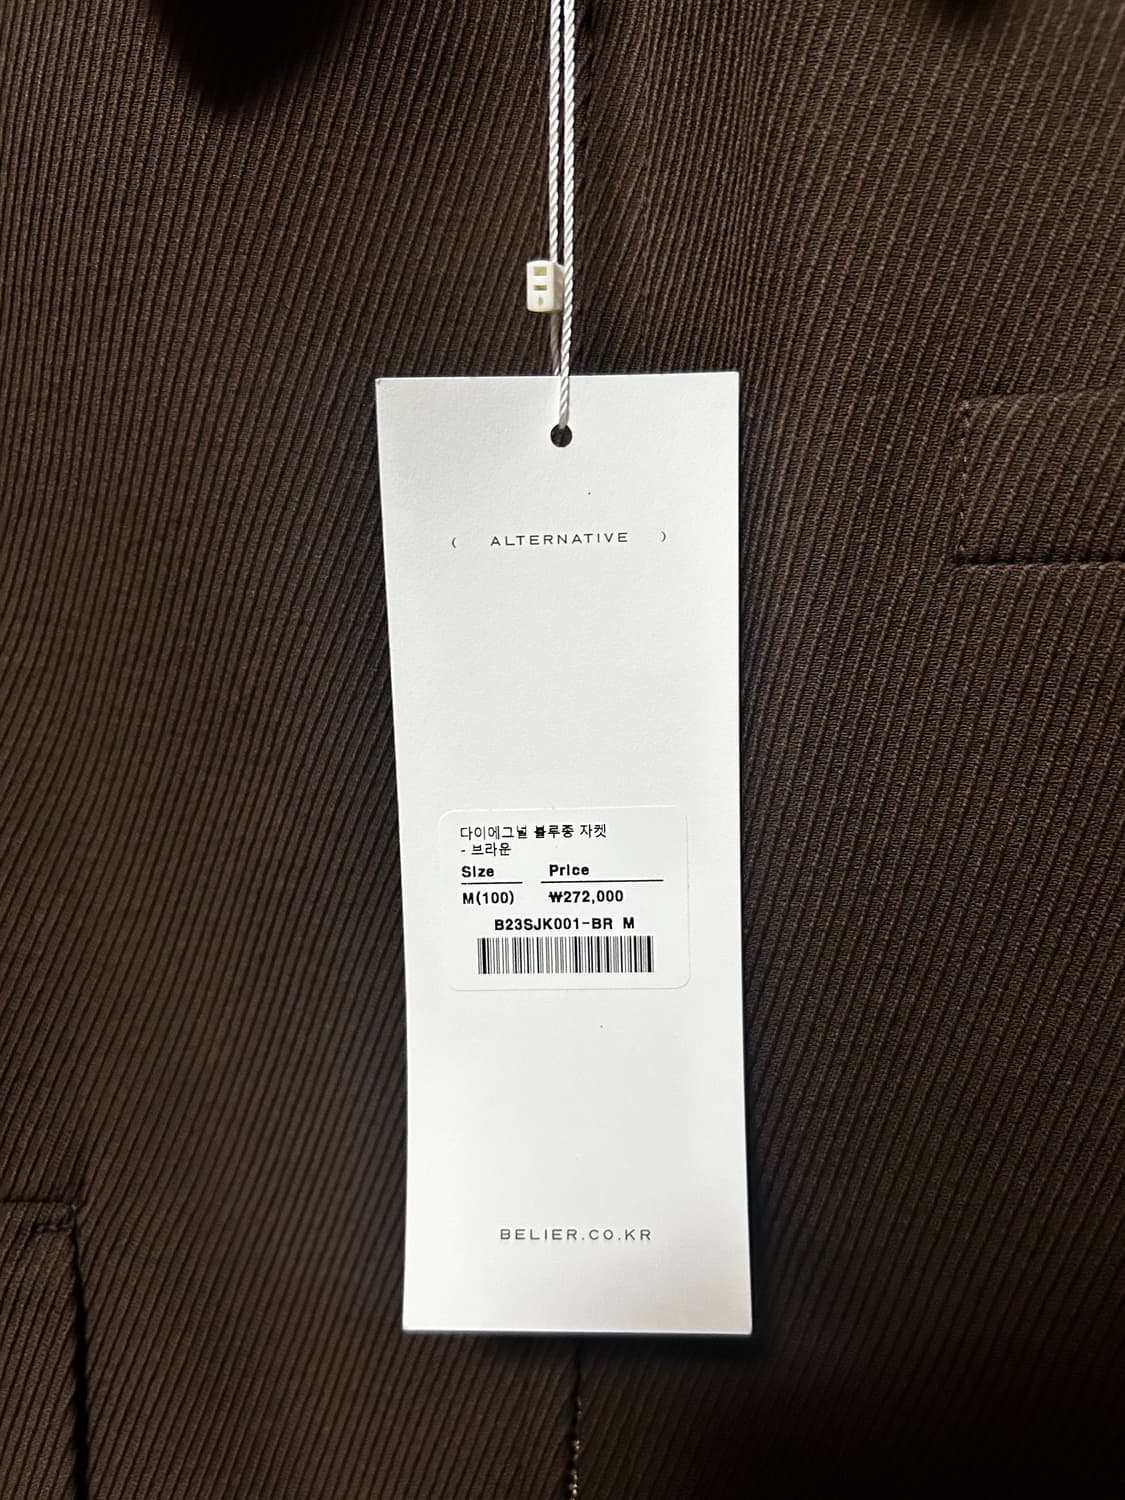 ( ALTERNATIVE )
다이에그널 블루종 자켓
- 브라운
Size Price
M(100) ₩272,000
B23SJK001-BR M
BELIER.CO.KR